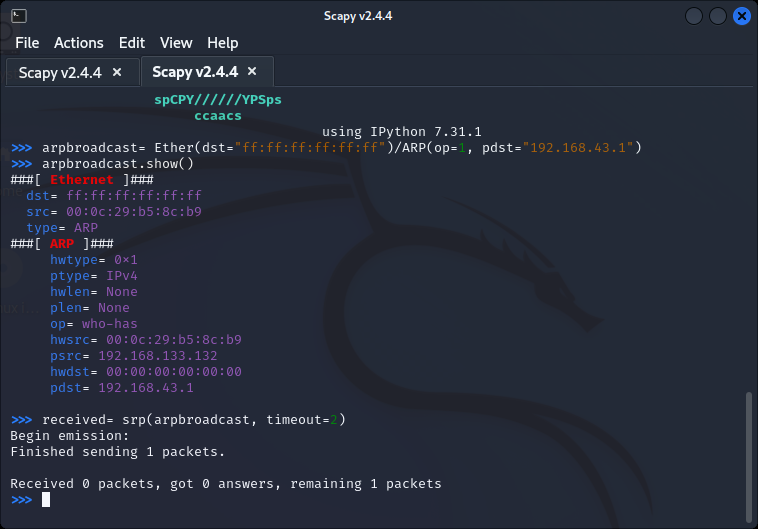 Scapy v2.4.4
File Actions Edit View Help
Scapy v2.4.4 × Scapy v2.4.4 ×
spCPY//////YPSps
ccaacs
using IPython 7.31.1
>>> arpbroadcast= Ether(dst="ff:ff:ff:ff:ff:ff")/ARP(op=1, pdst="192.168.43.1")
>>> arpbroadcast.show()
###[ Ethernet ]###
dst= ff:ff:ff:ff:ff:ff
src= 00:0c:29:b5:8c:b9
type= ARP
###[ ARP ]###
hwtype= 0×1
ptype= IPv4
hwlen= None
plen= None
op= who-has
hwsrc= 00:0c:29:b5:8c:b9
psrc= 192.168.133.132
hwdst= 00:00:00:00:00:00
pdst= 192.168.43.1
>>> received= srp(arpbroadcast, timeout=2)
Begin emission:
Finished sending 1 packets.
Received 0 packets, got 0 answers, remaining 1 packets
>>>